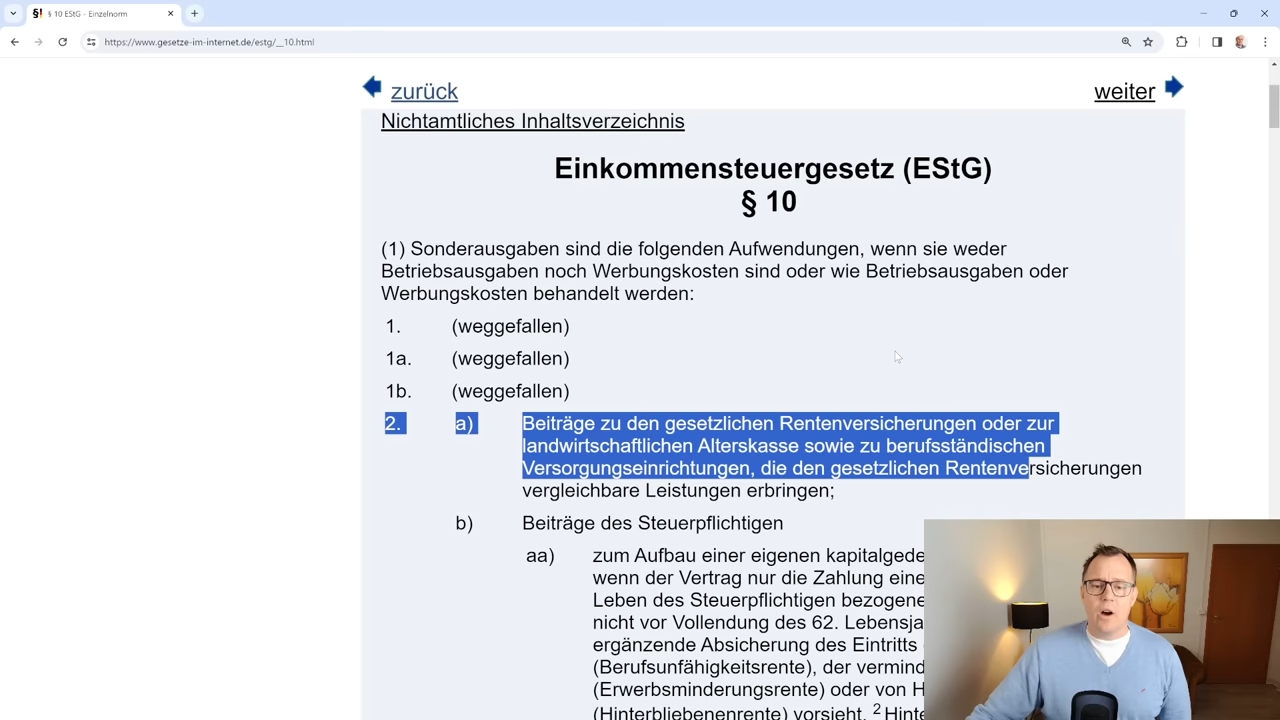 § 10 EStG - Einzelnorm
https://www.gesetze-im-internet.de/estg/__10.html
zurück
weiter
Nichtamtliches Inhaltsverzeichnis
Einkommensteuergesetz (EStG)
§ 10
(1) Sonderausgaben sind die folgenden Aufwendungen, wenn sie weder
Betriebsausgaben noch Werbungskosten sind oder wie Betriebsausgaben oder
Werbungskosten behandelt werden:
1. (weggefallen)
1a. (weggefallen)
1b. (weggefallen)
2. a) Beiträge zu den gesetzlichen Rentenversicherungen oder zur
landwirtschaftlichen Alterskasse sowie zu berufsständischen
Versorgungseinrichtungen, die den gesetzlichen Rentenversicherungen
vergleichbare Leistungen erbringen;
b) Beiträge des Steuerpflichtigen
aa) zum Aufbau einer eigenen kapitalgede
wenn der Vertrag nur die Zahlung eine
Leben des Steuerpflichtigen bezogene
nicht vor Vollendung des 62. Lebensja
ergänzende Absicherung des Eintritts
(Berufsunfähigkeitsrente), der vermind
(Erwerbsminderungsrente) oder von H
(Hinterbliebenenrente) vorsieht. 2 Hinte